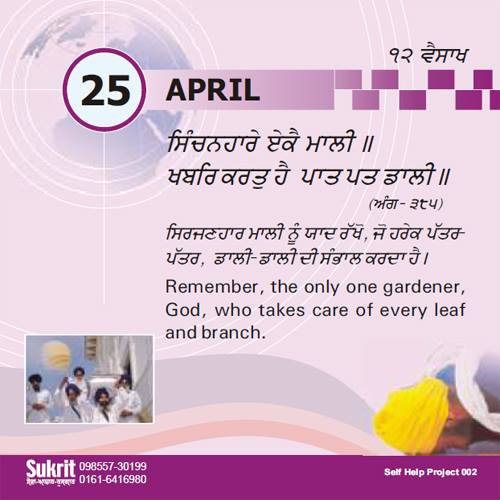 ੧੨ ਵੈਸਾਖ
25 APRIL
ਸਿੰਚਨਹਾਰੇ ਏਕੈ ਮਾਲੀ ॥
ਖਬਰਿ ਕਰਤੁ ਹੈ ਪਾਤ ਪਤ ਡਾਲੀ ॥
(ਅੰਗ - ੩੮੫)
ਸਿਰਜਣਹਾਰ ਮਾਲੀ ਨੂੰ ਯਾਦ ਰੱਖੋ, ਜੋ ਹਰੇਕ ਪੱਤਰ-
ਪੱਤਰ, ਡਾਲੀ-ਡਾਲੀ ਦੀ ਸੰਭਾਲ ਕਰਦਾ ਹੈ।
Remember, the only one gardener,
God, who takes care of every leaf
and branch.
Sukrit 098557-30199
0161-6416980
Self Help Project 002